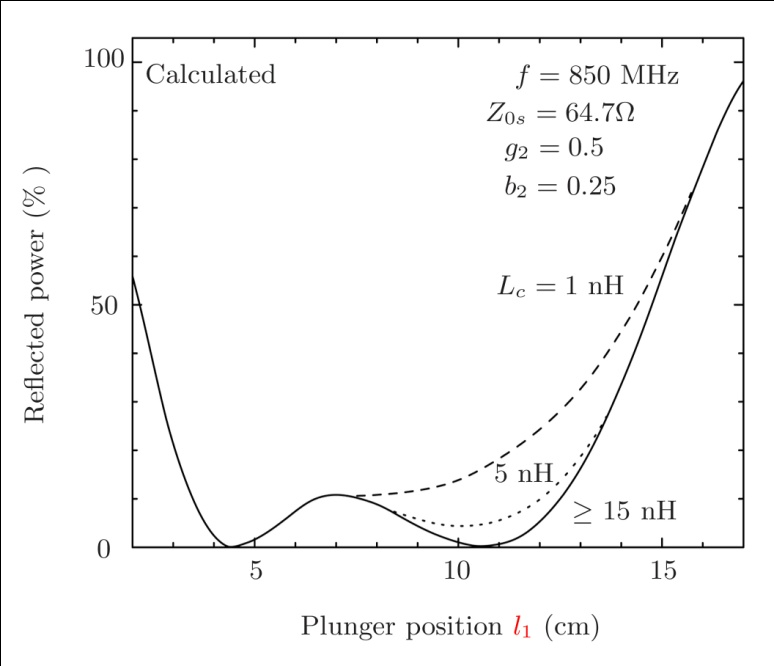 Calculated
f = 850 MHz
Z₀ₛ = 64.7Ω
g₂ = 0.5
b₂ = 0.25
L_c = 1 nH
5 nH
≥ 15 nH
Reflected power (% )
100
50
0
5 10 15
Plunger position l₁ (cm)